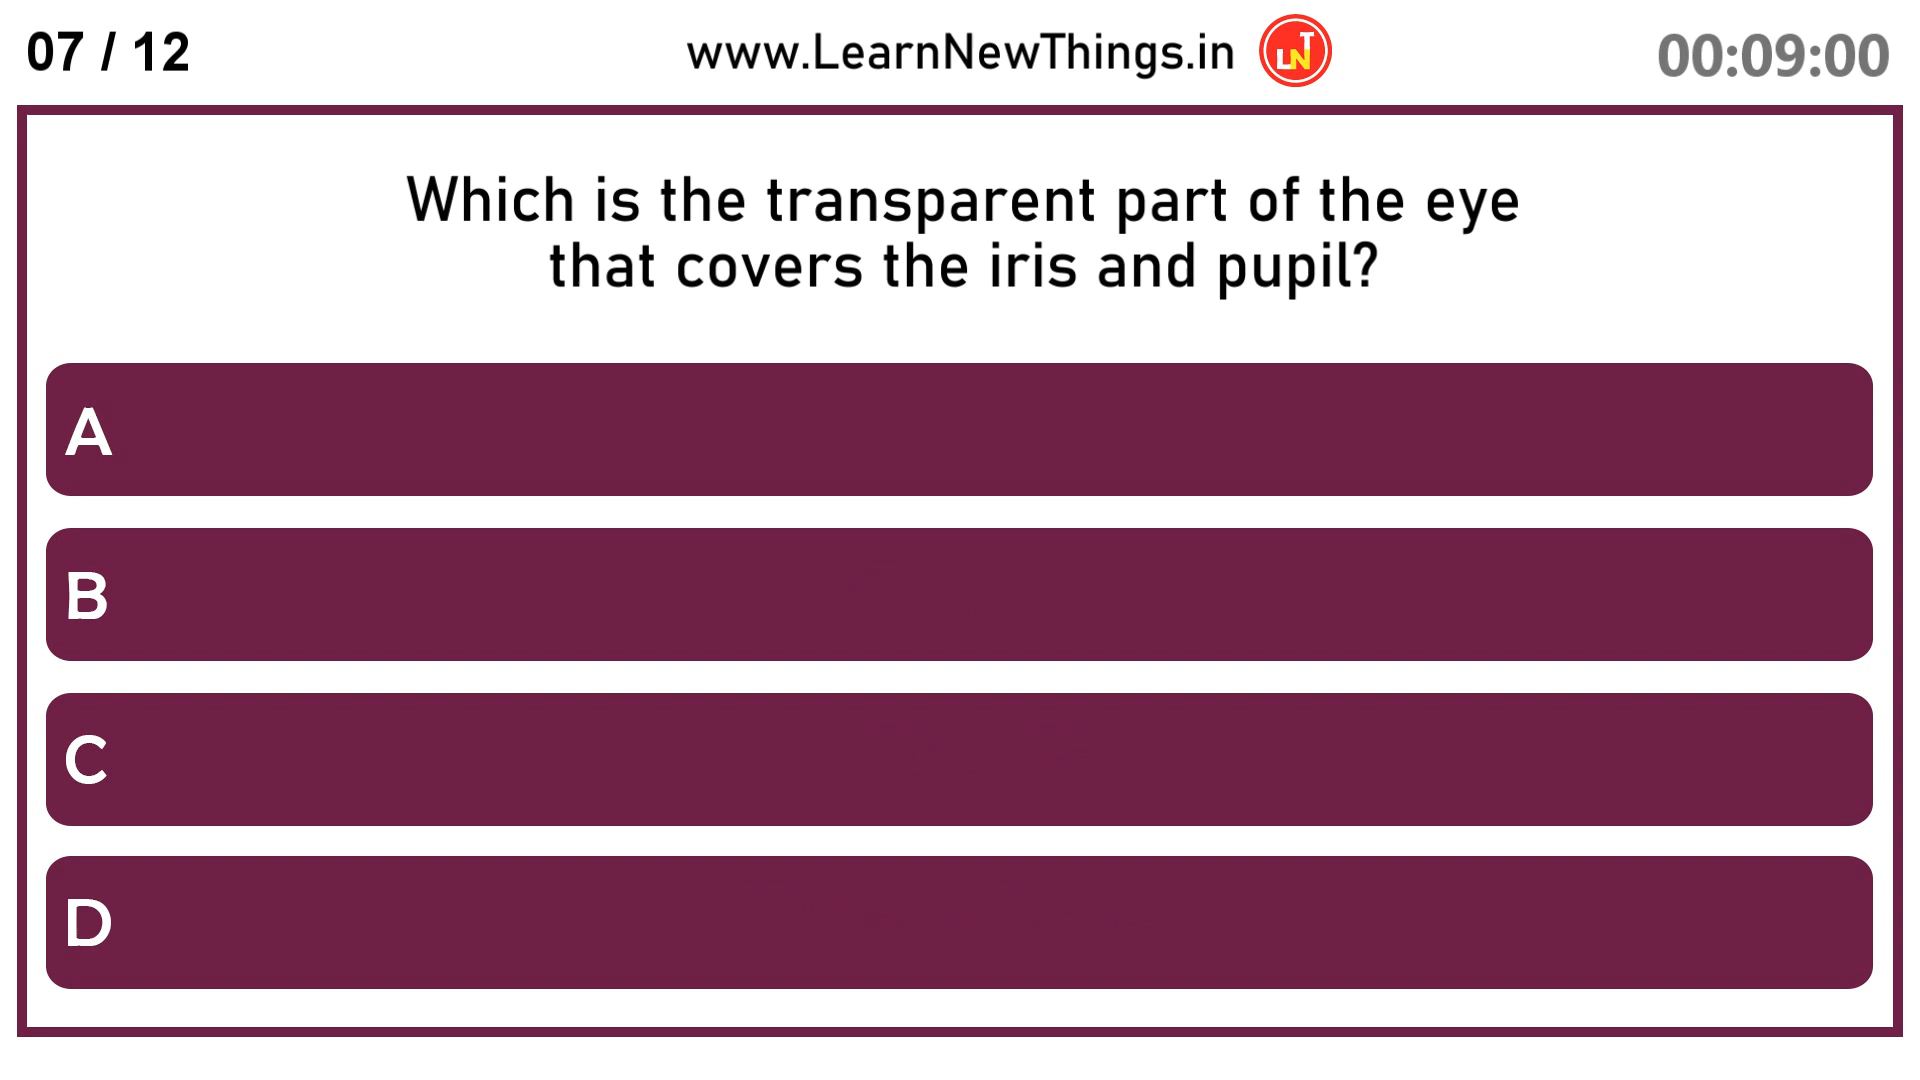 07 / 12
www.LearnNewThings.in
LNT
00:09:00
Which is the transparent part of the eye
that covers the iris and pupil?
A
B
C
D